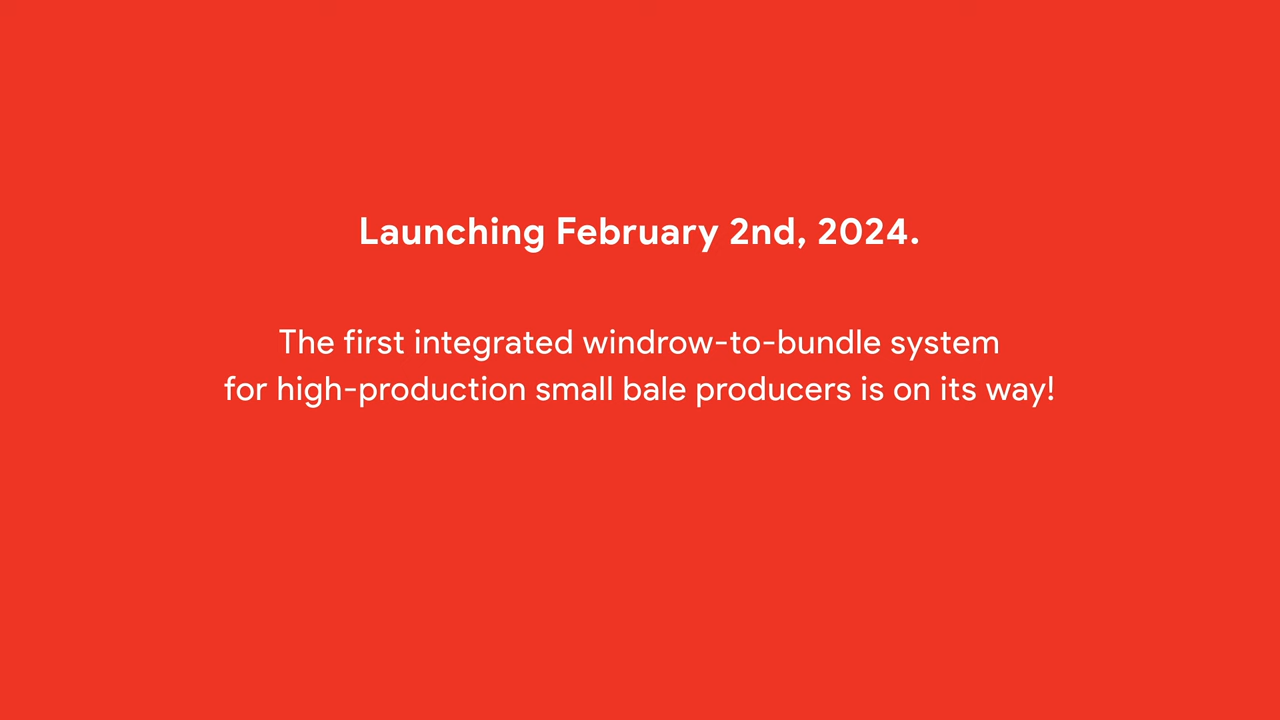 Launching February 2nd, 2024.
The first integrated windrow-to-bundle system
for high-production small bale producers is on its way!